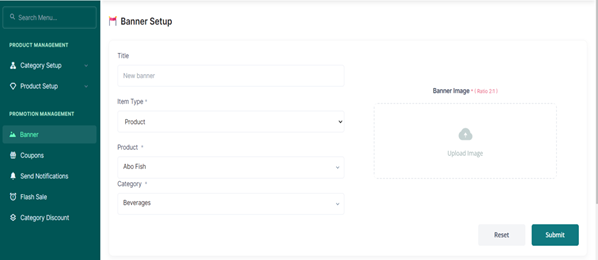 Search Menu...
PRODUCT MANAGEMENT
Category Setup
Product Setup
PROMOTION MANAGEMENT
Banner
Coupons
Send Notifications
Flash Sale
Category Discount
Banner Setup
Title
New banner
Item Type *
Product
Product *
Abo Fish
Category *
Beverages
Banner Image * ( Ratio 2:1 )
Upload Image
Reset
Submit